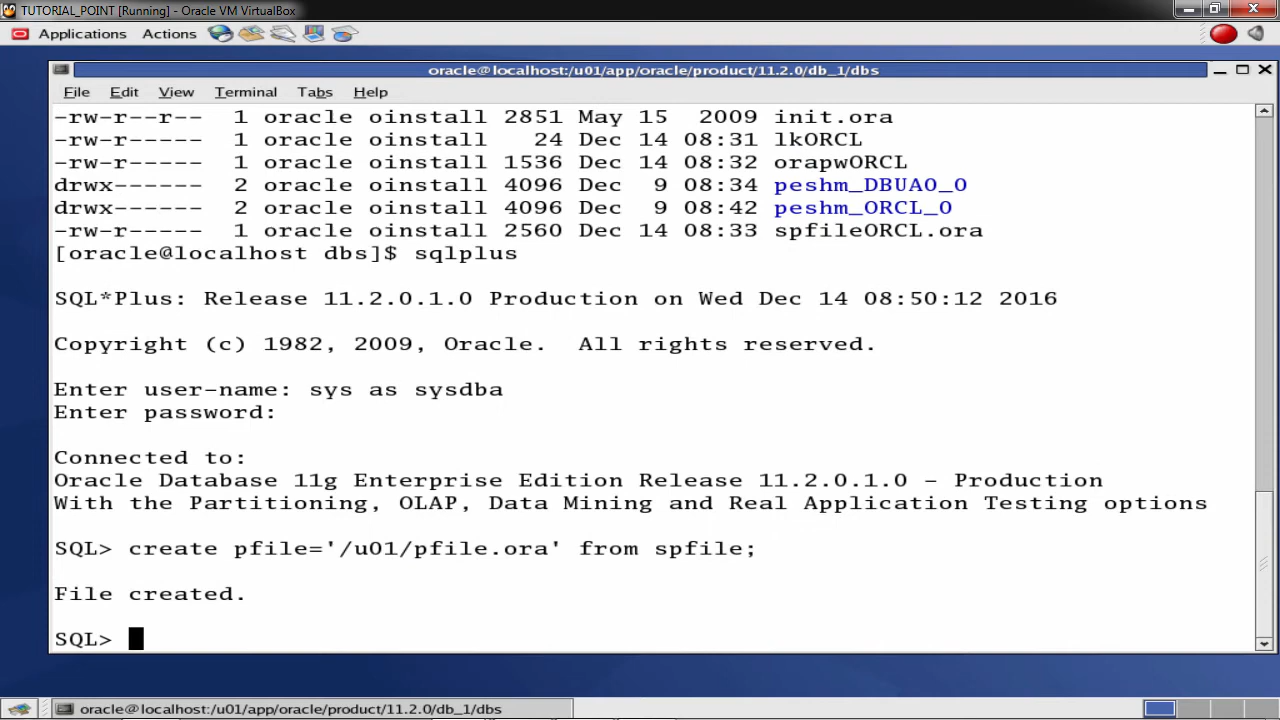 TUTORIAL_POINT [Running] - Oracle VM VirtualBox
Applications Actions
oracle@localhost:/u01/app/oracle/product/11.2.0/db_1/dbs
File Edit View Terminal Tabs Help
-rw-r--r-- 1 oracle oinstall 2851 May 15  2009 init.ora
-rw-r----- 1 oracle oinstall   24 Dec 14 08:31 lkORCL
-rw-r----- 1 oracle oinstall 1536 Dec 14 08:32 orapwORCL
drwx------ 2 oracle oinstall 4096 Dec  9 08:34 peshm_DBUA0_0
drwx------ 2 oracle oinstall 4096 Dec  9 08:42 peshm_ORCL_0
-rw-r----- 1 oracle oinstall 2560 Dec 14 08:33 spfileORCL.ora
[oracle@localhost dbs]$ sqlplus
SQL*Plus: Release 11.2.0.1.0 Production on Wed Dec 14 08:50:12 2016
Copyright (c) 1982, 2009, Oracle.  All rights reserved.
Enter user-name: sys as sysdba
Enter password:
Connected to:
Oracle Database 11g Enterprise Edition Release 11.2.0.1.0 - Production
With the Partitioning, OLAP, Data Mining and Real Application Testing options
SQL> create pfile='/u01/pfile.ora' from spfile;
File created.
SQL>
oracle@localhost:/u01/app/oracle/product/11.2.0/db_1/dbs